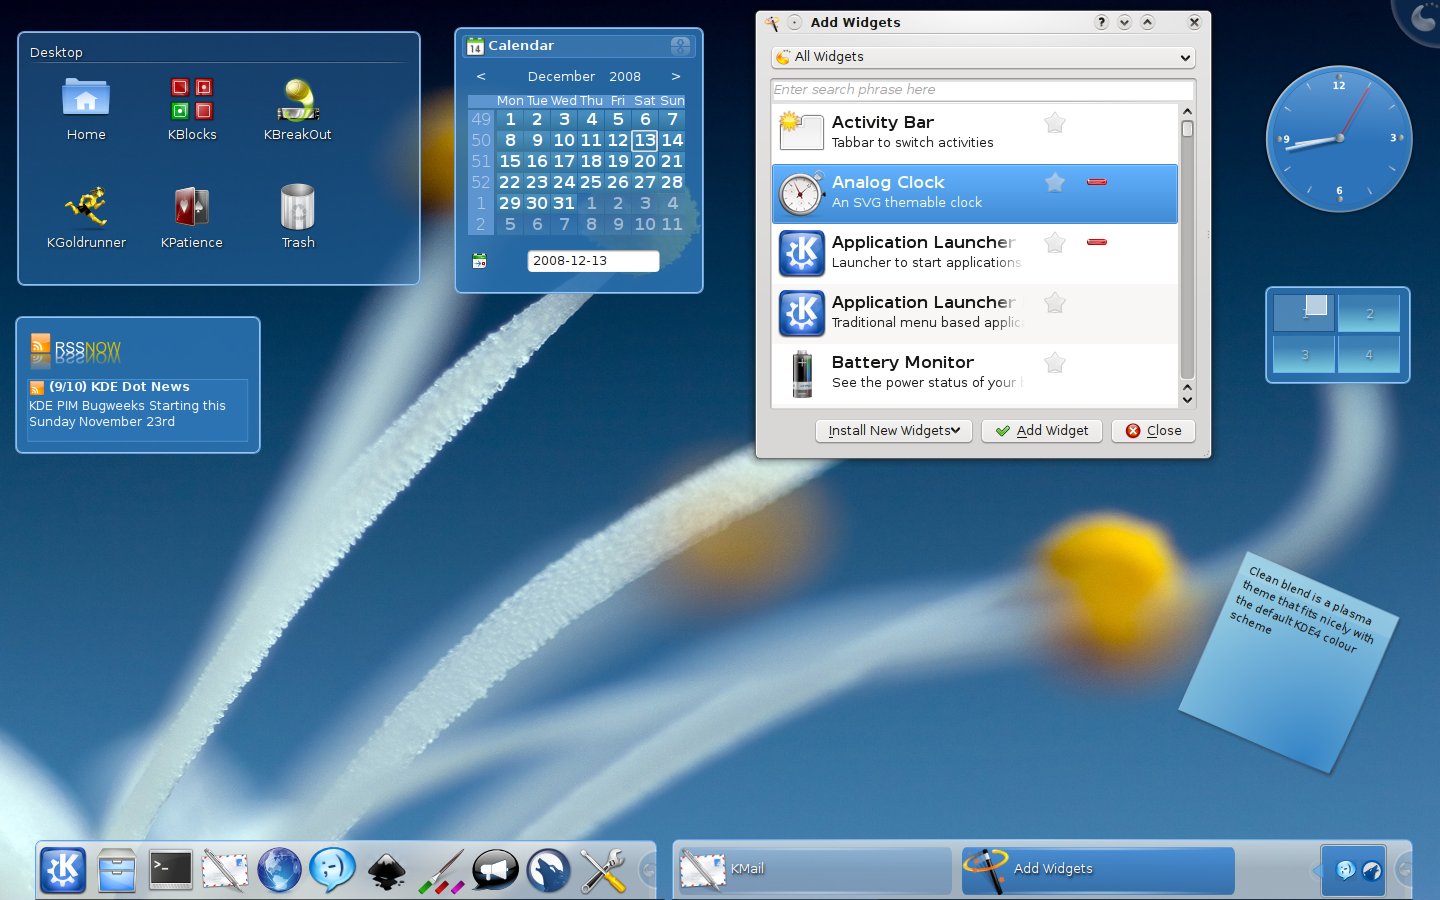 Desktop
Home
KBlocks
KBreakOut
KGoldrunner
KPatience
Trash
RSSNOW
(9/10) KDE Dot News
KDE PIM Bugweeks Starting this
Sunday November 23rd
14
Calendar
8
< December 2008 >
Mon Tue Wed Thu Fri Sat Sun
49 1 2 3 4 5 6 7
50 8 9 10 11 12 13 14
51 15 16 17 18 19 20 21
52 22 23 24 25 26 27 28
1 29 30 31 1 2 3 4
2 5 6 7 8 9 10 11
2008-12-13
Add Widgets
?
All Widgets
Enter search phrase here
Activity Bar
Tabbar to switch activities
Analog Clock
An SVG themable clock
Application Launcher
Launcher to start applications
Application Launcher
Traditional menu based applic
Battery Monitor
See the power status of your
Install New Widgets
Add Widget
Close
12
9 3
6
1 2
3 4
Clean blend is a plasma
theme that fits nicely with
the default KDE4 colour
scheme
>_
KMail
Add Widgets